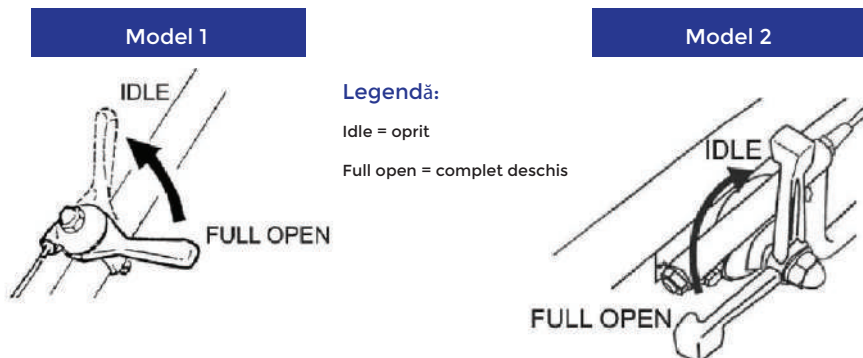 Model 1
IDLE
FULL OPEN
Legendă:
Idle = oprit
Full open = complet deschis
Model 2
IDLE
FULL OPEN